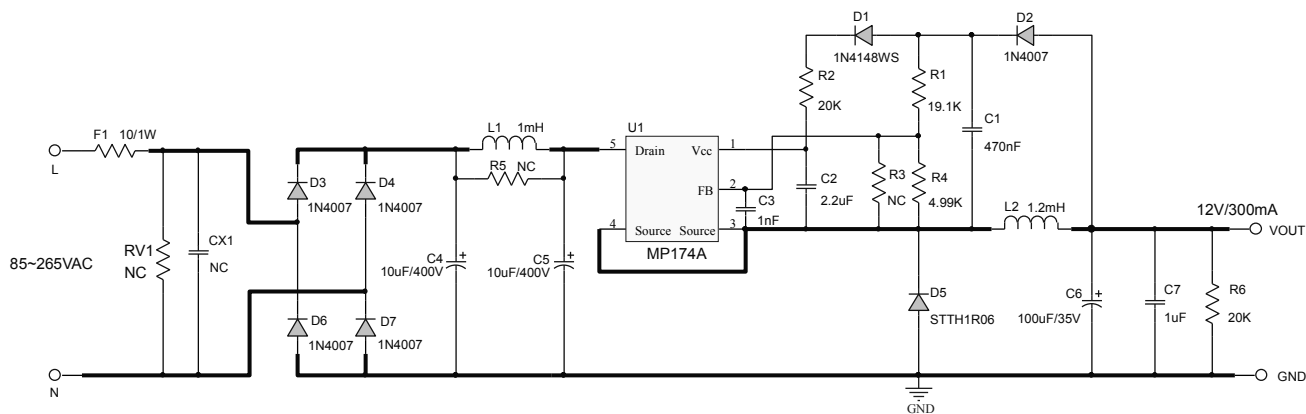 D1
1N4148WS
D2
1N4007
R2
20K
R1
19.1K
C1
470nF
F1 10/1W
L
L1 1mH
R5 NC
U1
5 Drain Vcc 1
FB 2
4 Source Source 3
MP174A
C2
2.2uF
C3
1nF
R3
NC
R4
4.99K
L2 1.2mH
12V/300mA
VOUT
D3
1N4007
D4
1N4007
85~265VAC
RV1
NC
CX1
NC
C4
10uF/400V
+
C5
10uF/400V
+
D6
1N4007
D7
1N4007
D5
STTH1R06
C6
100uF/35V
+
C7
1uF
R6
20K
N
GND
GND